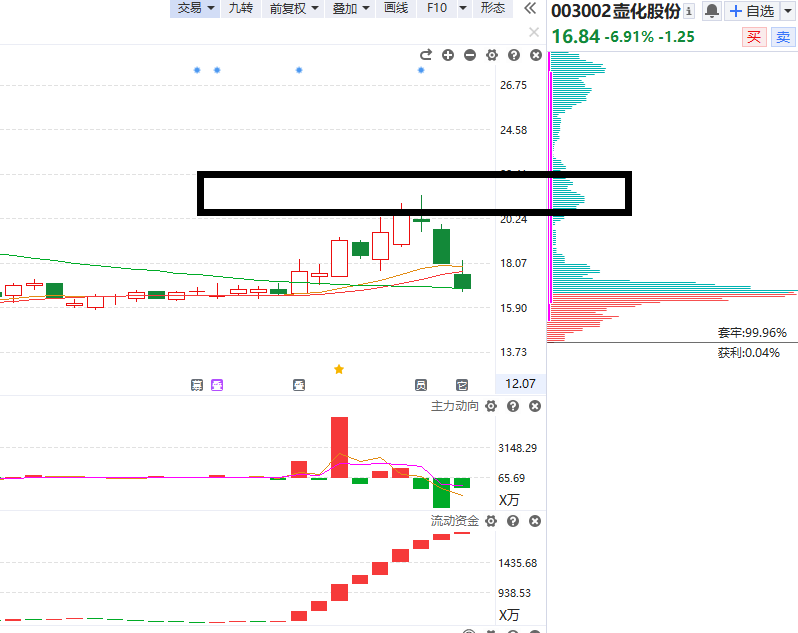 交易 九转 前复权 叠加 画线 F10 形态
003002壶化股份
自选
16.84 -6.91% -1.25
买 卖
26.75
24.58
20.24
18.07
15.90
13.73
套牢:99.96%
获利:0.04%
12.07
主力动向
3148.29
65.69
X万
流动资金
1435.68
938.53
X万